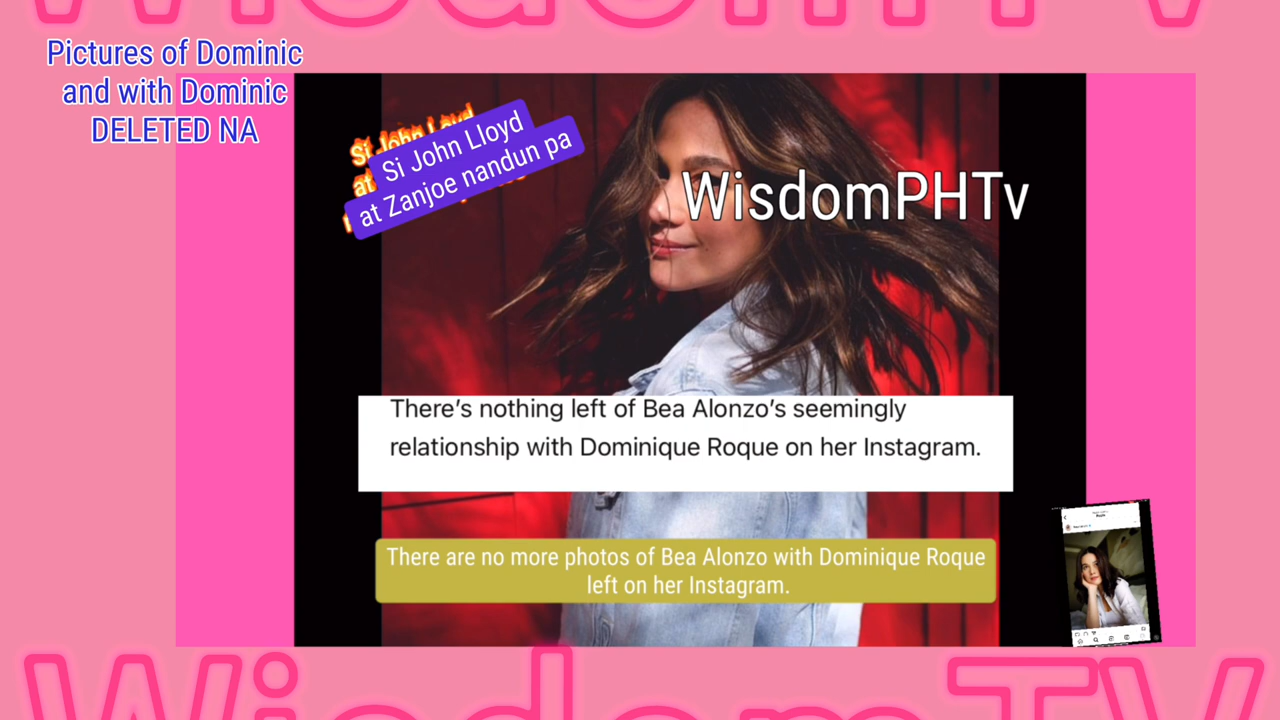 WisdomPHTv
Pictures of Dominic
and with Dominic
DELETED NA
Si John Lloyd
at Zanjoe nandun pa
WisdomPHTv
There's nothing left of Bea Alonzo's seemingly
relationship with Dominique Roque on her Instagram.
There are no more photos of Bea Alonzo with Dominique Roque
left on her Instagram.
WisdomTV